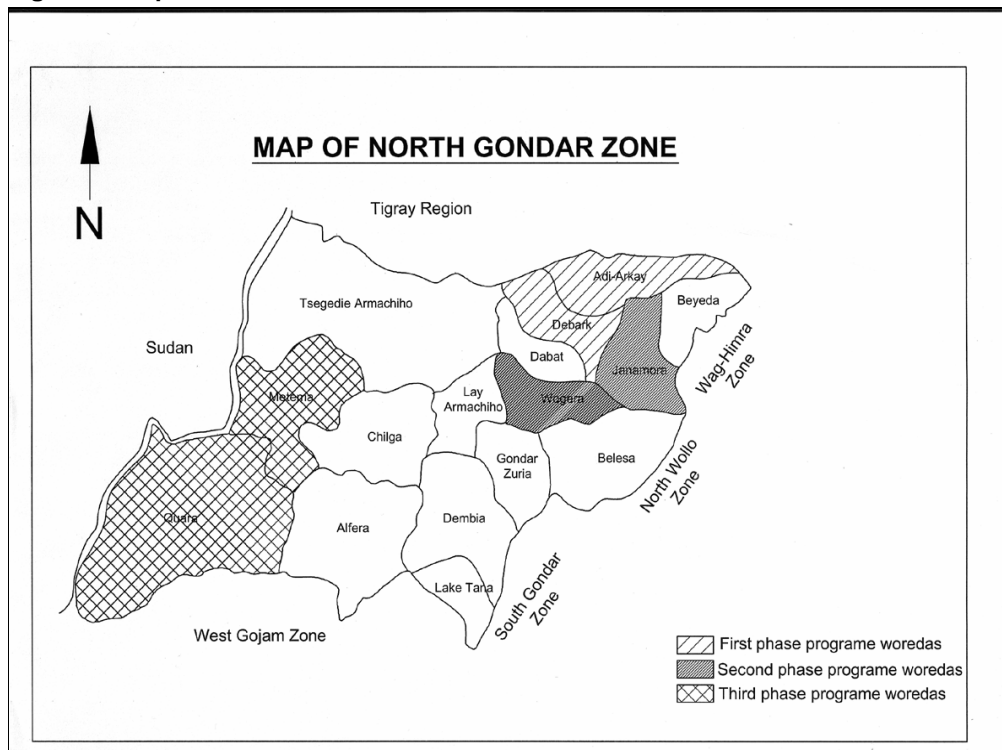 MAP OF NORTH GONDAR ZONE
N
Tigray Region
Adi-Arkay
Beyeda
Tsegedie Armachiho
Debark
Sudan
Dabat
Wag-Himra
Zone
Janamora
Metema
Lay
Armachiho
Wogera
Chilga
Gondar
Zuria
Belesa
North Wollo
Zone
Quara
Alfera
Dembia
Lake Tana
South Gondar
Zone
West Gojam Zone
First phase programe woredas
Second phase programe woredas
Third phase programe woredas